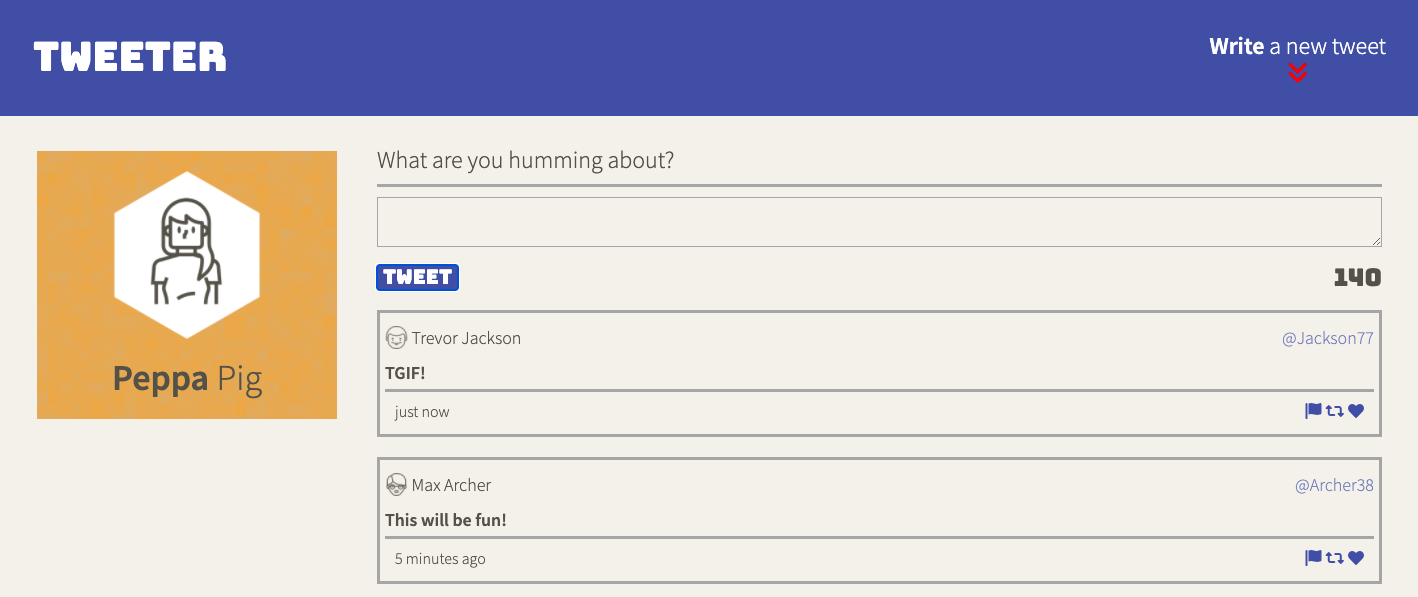 TWEETER
Write a new tweet
Peppa Pig
What are you humming about?
TWEET
140
Trevor Jackson
@Jackson77
TGIF!
just now
Max Archer
@Archer38
This will be fun!
5 minutes ago